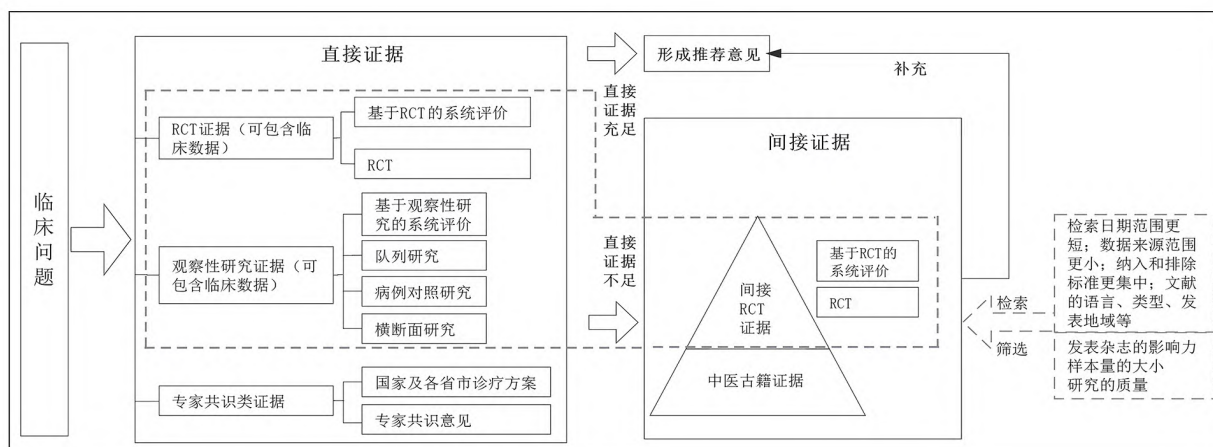 临床问题
直接证据
RCT证据（可包含临
床数据）
基于RCT的系统评价
RCT
观察性研究证据（可
包含临床数据）
基于观察性研
究的系统评价
队列研究
病例对照研究
横断面研究
专家共识类证据
国家及各省市诊疗方案
专家共识意见
直接
证据
充足
形成推荐意见
补充
直接
证据
不足
间接证据
间接
RCT
证据
中医古籍证据
基于RCT的
系统评价
RCT
检索
筛选
检索日期范围更
短；数据来源范围
更小；纳入和排除
标准更集中；文献
的语言、类型、发
表地域等
发表杂志的影响力
样本量的大小
研究的质量